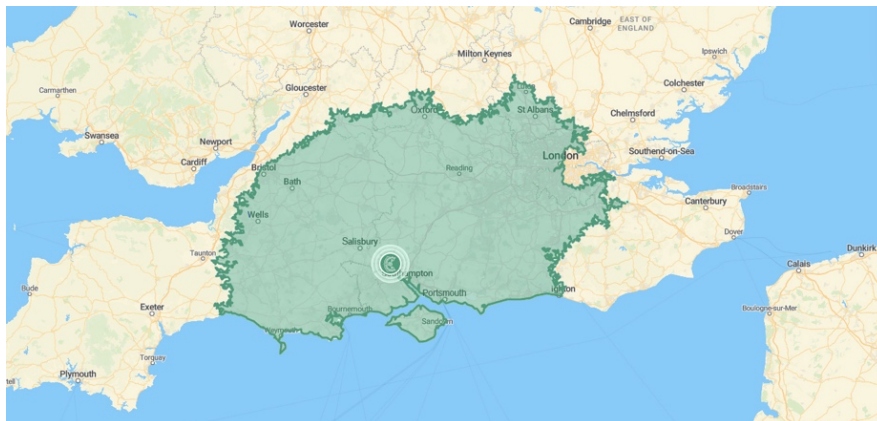 Worcester
Cambridge
EAST OF
ENGLAND
Milton Keynes
Ipswich
Carmarthen
Gloucester
Colchester
Oxford
St Albans
Chelmsford
Swansea
Newport
Cardiff
London
Southend-on-Sea
Bristol
Reading
Bath
Broadstairs
Canterbury
Wells
Dover
Salisbury
Taunton
Dunkirk
Calais
Portsmouth
Bude
Exeter
Bournemouth
Boulogne-sur-Mer
Torquay
Plymouth